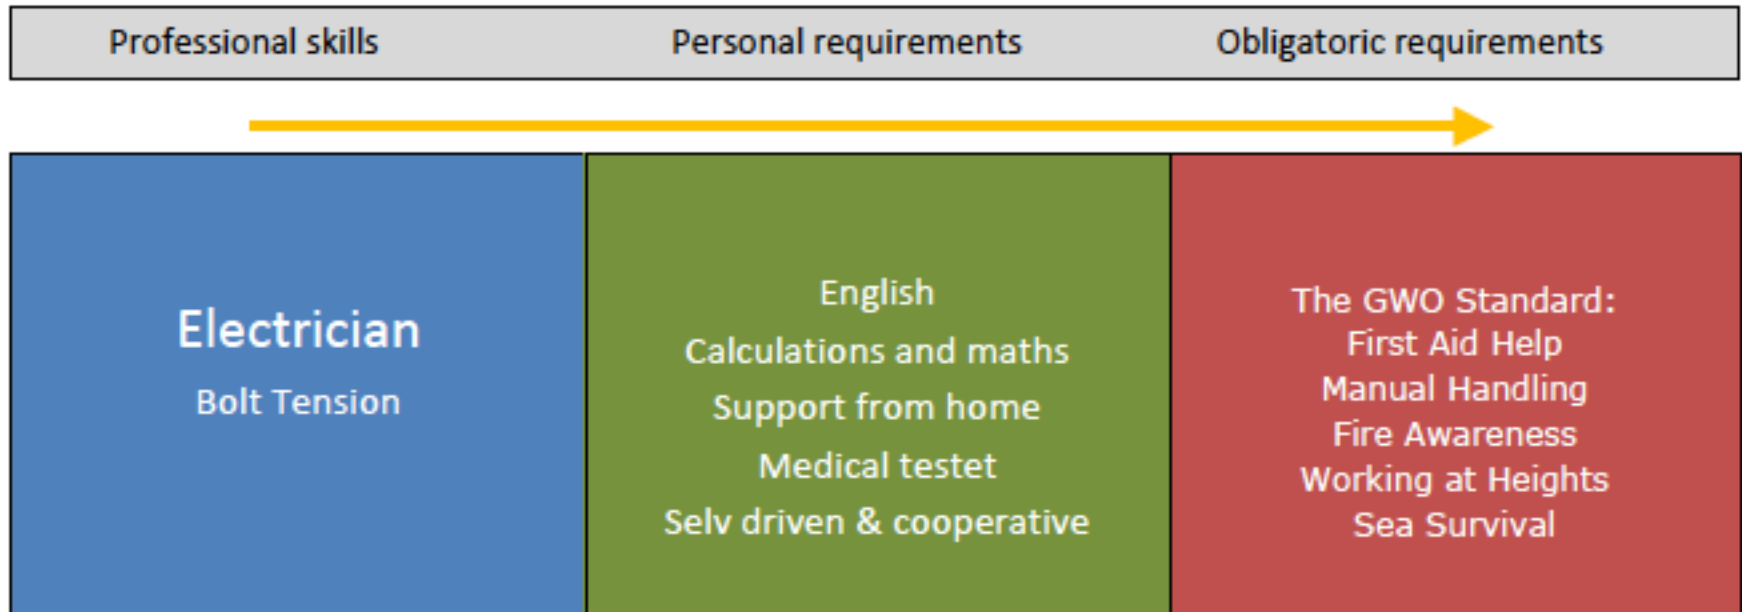 Professional skills
Personal requirements
Obligatoric requirements
Electrician
Bolt Tension
English
Calculations and maths
Support from home
Medical testet
Selv driven & cooperative
The GWO Standard:
First Aid Help
Manual Handling
Fire Awareness
Working at Heights
Sea Survival